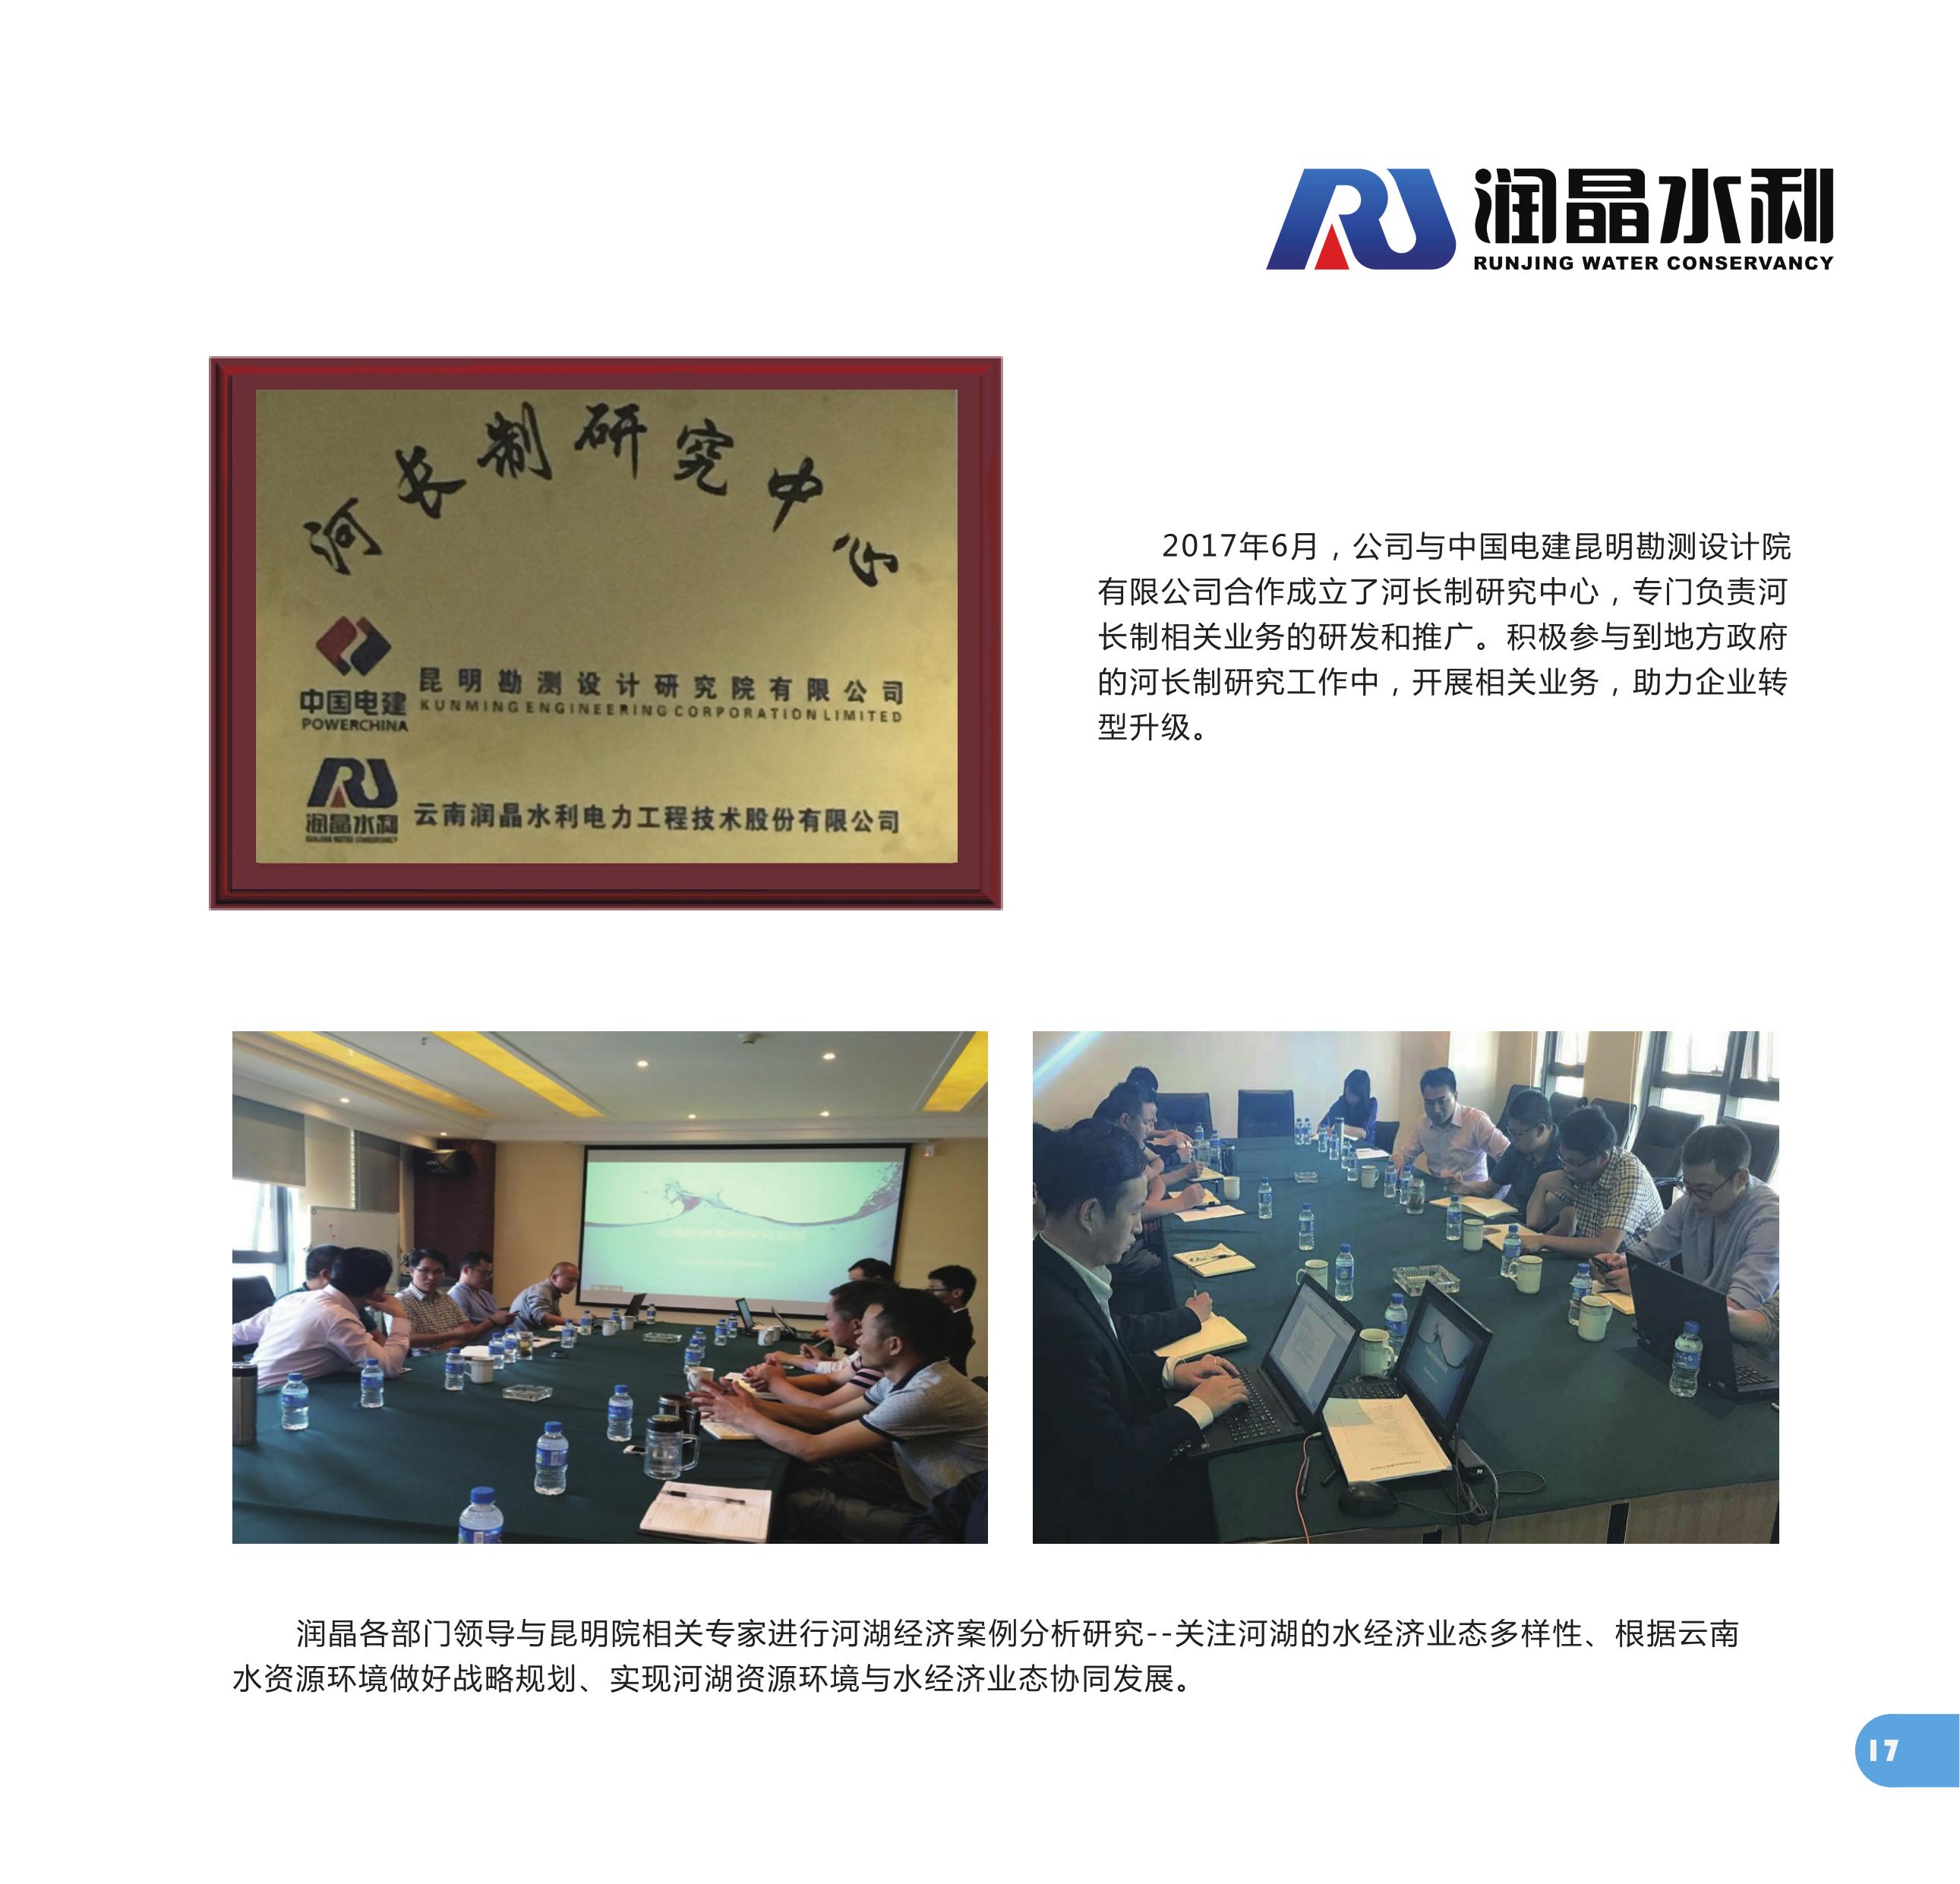 润晶水利
RUNJING WATER CONSERVANCY
河长制研究中心
中国电建
POWERCHINA
昆明勘测设计研究院有限公司
KUNMING ENGINEERING CORPORATION LIMITED
润晶水利
RUNJING WATER CONSERVANCY
云南润晶水利电力工程技术股份有限公司
2017年6月，公司与中国电建昆明勘测设计院
有限公司合作成立了河长制研究中心，专门负责河
长制相关业务的研发和推广。积极参与到地方政府
的河长制研究工作中，开展相关业务，助力企业转
型升级。
润晶各部门领导与昆明院相关专家进行河湖经济案例分析研究--关注河湖的水经济业态多样性、根据云南
水资源环境做好战略规划、实现河湖资源环境与水经济业态协同发展。
17